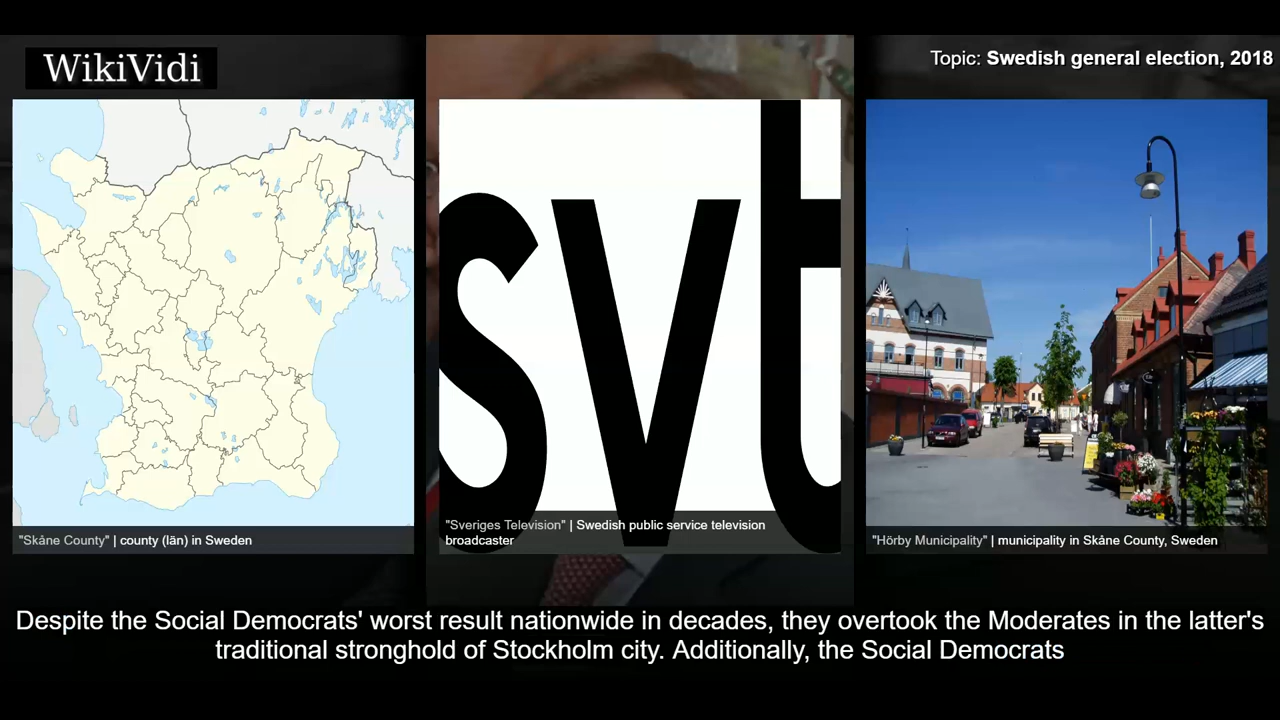 WikiVidi
Topic: Swedish general election, 2018
svt
"Skåne County" | county (län) in Sweden
"Sveriges Television" | Swedish public service television
broadcaster
"Hörby Municipality" | municipality in Skåne County, Sweden
Despite the Social Democrats' worst result nationwide in decades, they overtook the Moderates in the latter's
traditional stronghold of Stockholm city. Additionally, the Social Democrats